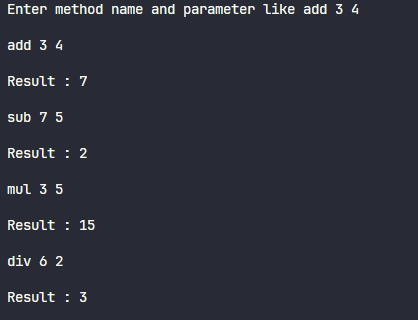 Enter method name and parameter like add 3 4
add 3 4
Result : 7
sub 7 5
Result : 2
mul 3 5
Result : 15
div 6 2
Result : 3